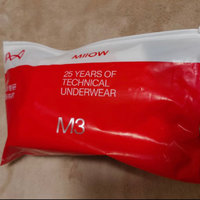 MIIOW
25 YEARS OF
TECHNICAL
UNDERWEAR
M3